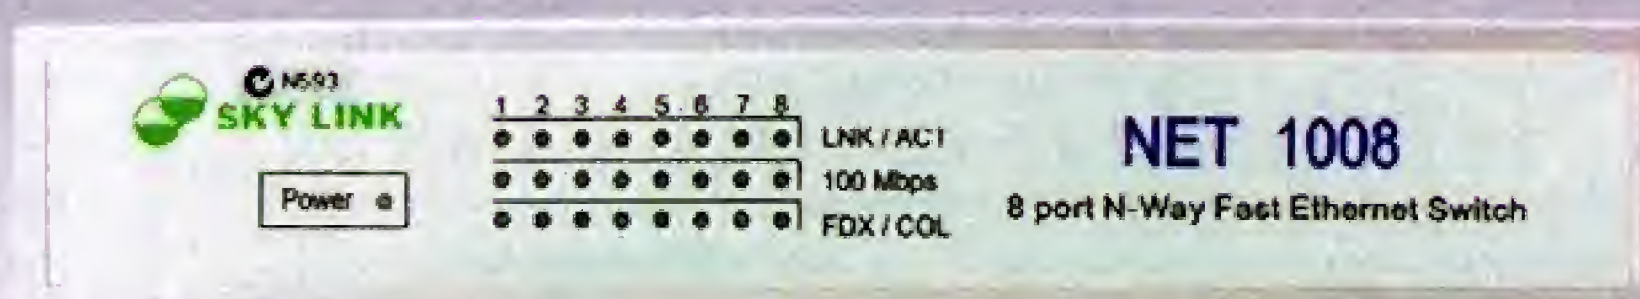 N593
SKY LINK
Power
1 2 3 4 5 6 7 8
LNK / ACT
100 Mbps
FDX / COL
NET 1008
8 port N-Way Fast Ethernet Switch